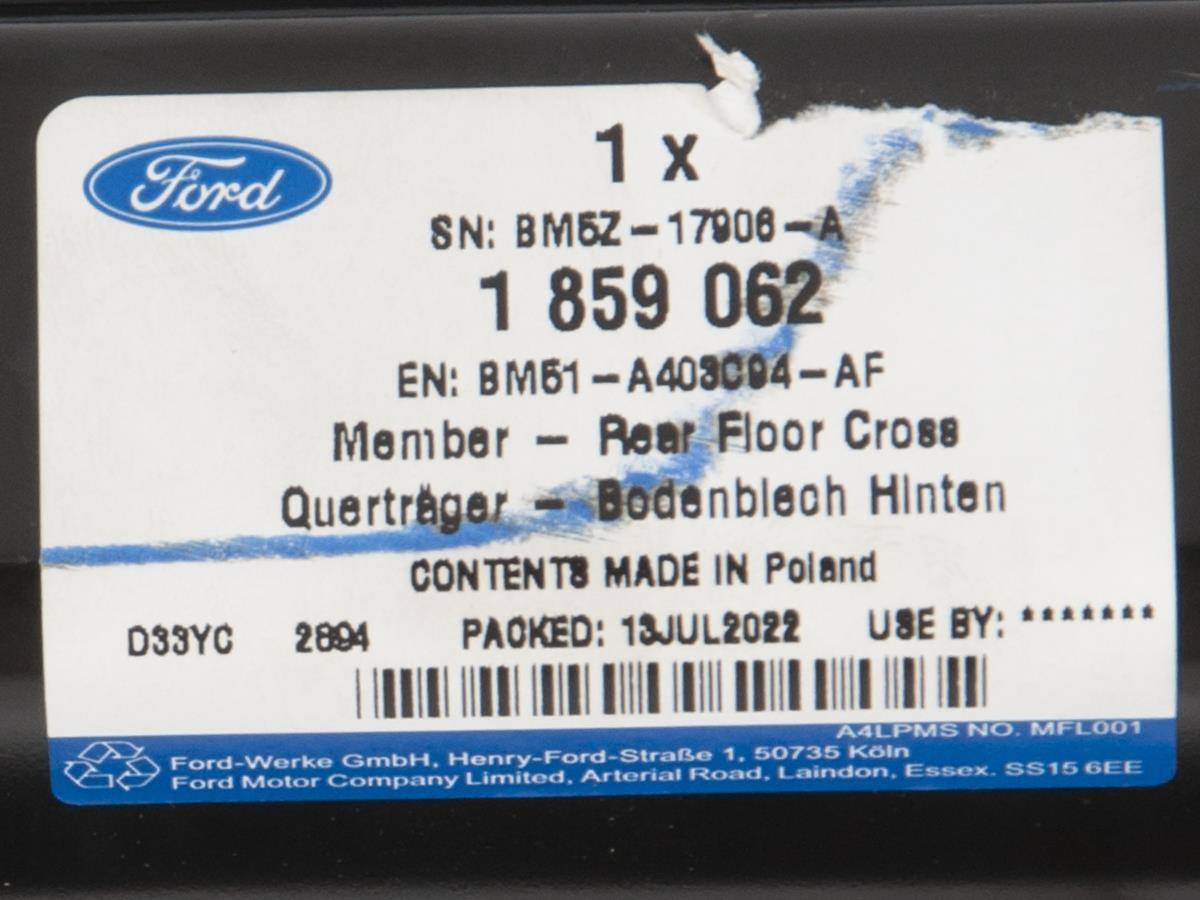 Ford
1 x
SN: BM5Z-17906-A
1 859 062
EN: BM51-A403C94-AF
Member - Rear Floor Cross
Querträger - Bodenblech Hinten
CONTENTS MADE IN Poland
D33YC 2894 PACKED: 13JUL2022 USE BY: *******
A4LPMS NO. MFL001
Ford-Werke GmbH, Henry-Ford-Straße 1, 50735 Köln
Ford Motor Company Limited, Arterial Road, Laindon, Essex. SS15 6EE